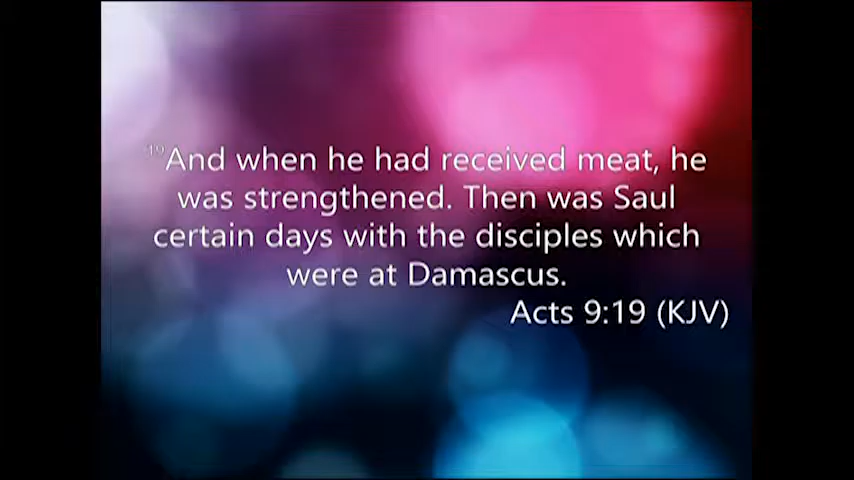 19And when he had received meat, he
was strengthened. Then was Saul
certain days with the disciples which
were at Damascus.
Acts 9:19 (KJV)